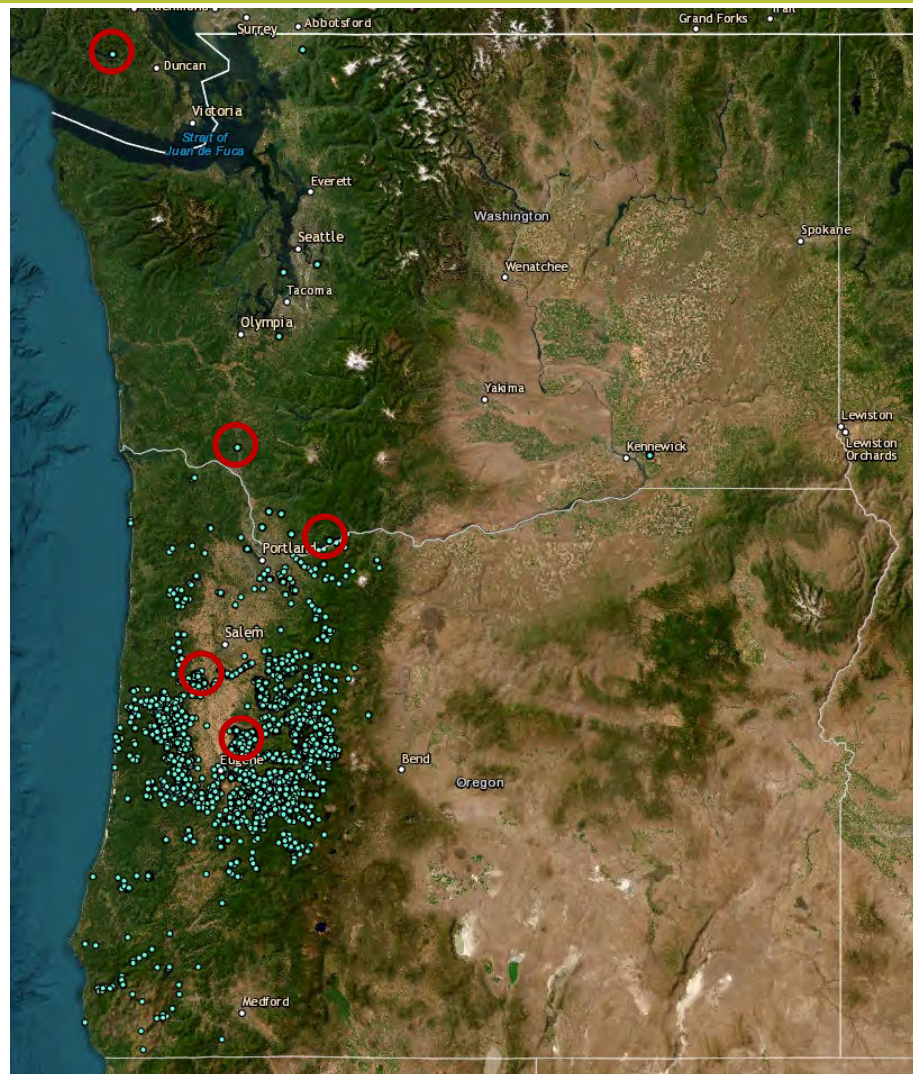 Surrey
Abbotsford
Grand Forks
Duncan
Victoria
Strait of
Juan de Fuca
Everett
Washington
Seattle
Spokane
Wenatchee
Tacoma
Olympia
Yakima
Lewiston
Lewiston
Orchards
Kennewick
Portland
Salem
Eugene
Bend
Oregon
Medford